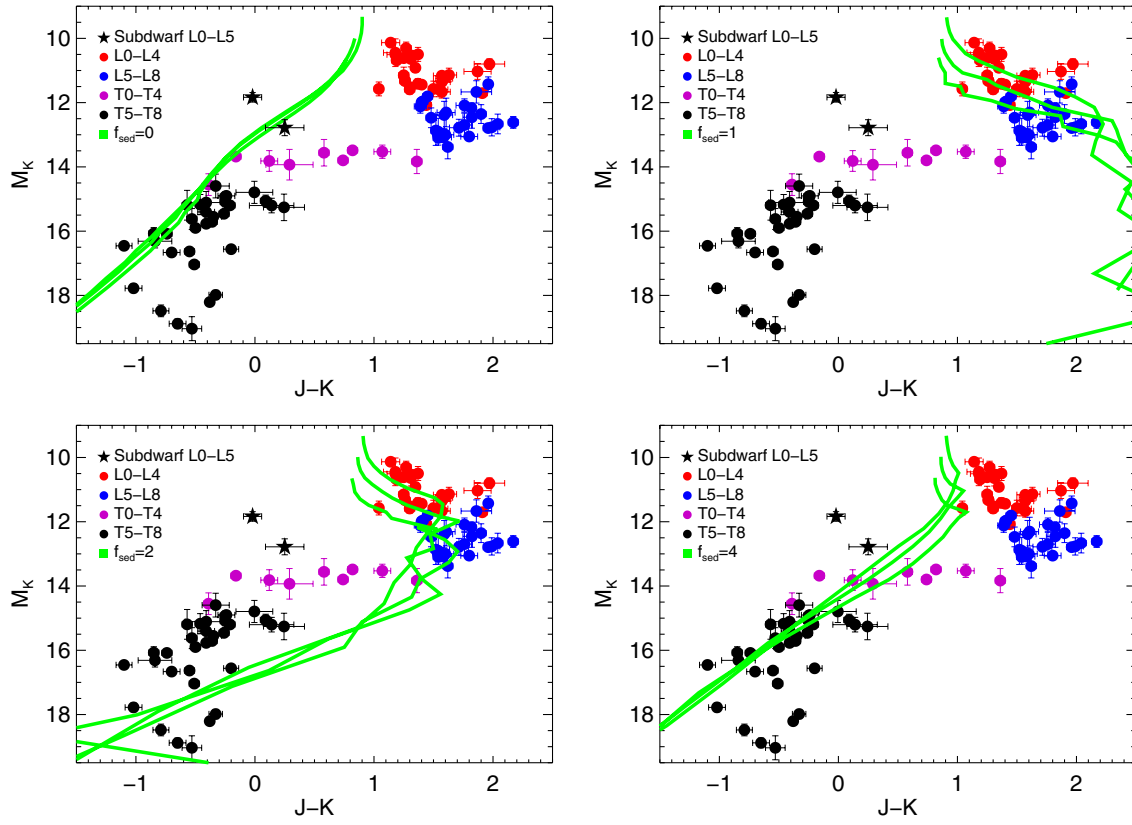 10
12
14
16
18
M_K
★ Subdwarf L0−L5
L0−L4
L5−L8
T0−T4
T5−T8
f_sed=0
−1
0
1
2
J−K
10
12
14
16
18
M_K
★ Subdwarf L0−L5
L0−L4
L5−L8
T0−T4
T5−T8
f_sed=1
−1
0
1
2
J−K
10
12
14
16
18
M_K
★ Subdwarf L0−L5
L0−L4
L5−L8
T0−T4
T5−T8
f_sed=2
−1
0
1
2
J−K
10
12
14
16
18
M_K
★ Subdwarf L0−L5
L0−L4
L5−L8
T0−T4
T5−T8
f_sed=4
−1
0
1
2
J−K